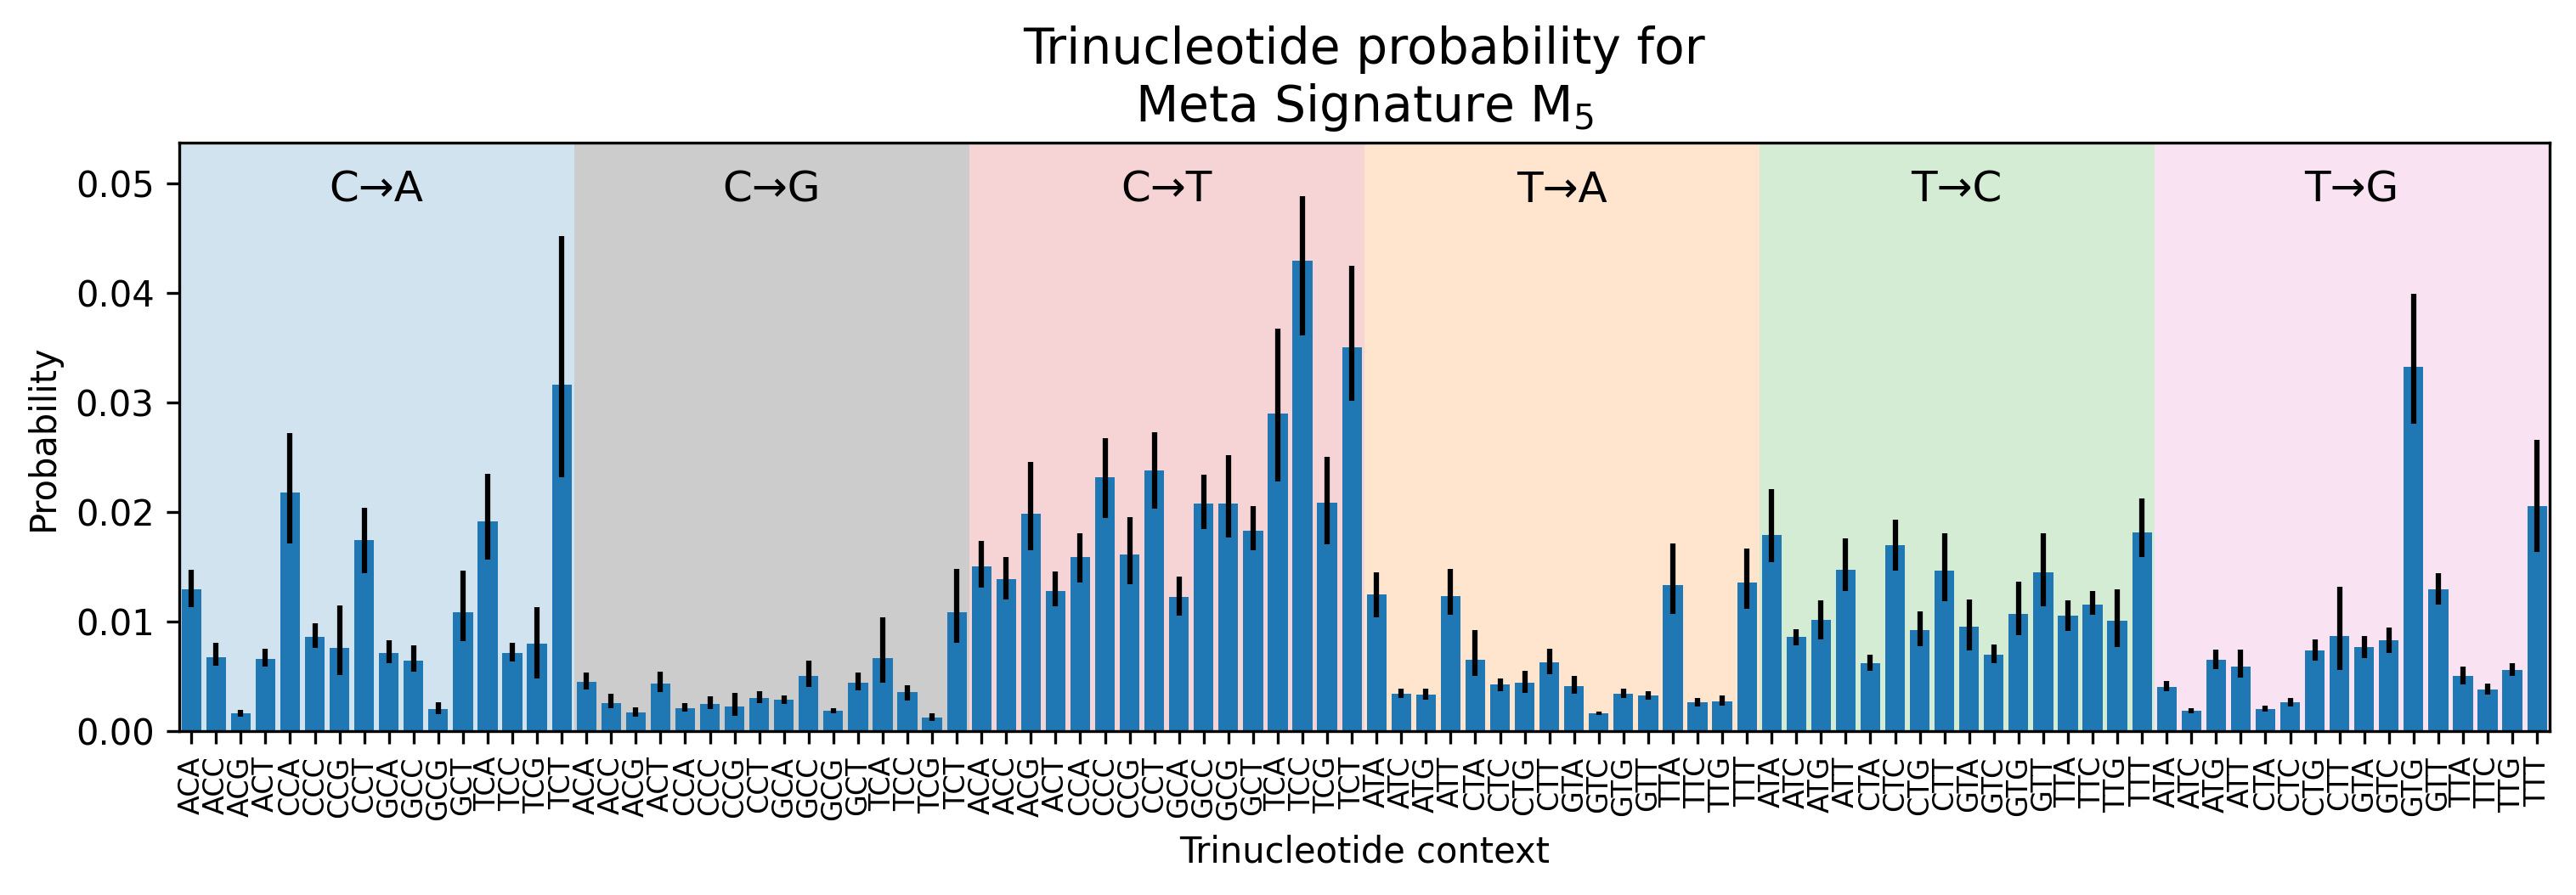 Trinucleotide probability for
Meta Signature M₅
C→A C→G C→T T→A T→C T→G
0.05
0.04
0.03
0.02
0.01
0.00
Probability
ACA ACC ACG ACT CCA CCC CCG CCT GCA GCC GCG GCT TCA TCC TCG TCT ACA ACC ACG ACT CCA CCC CCG CCT GCA GCC GCG GCT TCA TCC TCG TCT ACA ACC ACG ACT CCA CCC CCG CCT GCA GCC GCG GCT TCA TCC TCG TCT ATA ATC ATG ATT CTA CTC CTG CTT GTA GTC GTG GTT TTA TTC TTG TTT ATA ATC ATG ATT CTA CTC CTG CTT GTA GTC GTG GTT TTA TTC TTG TTT ATA ATC ATG ATT CTA CTC CTG CTT GTA GTC GTG GTT TTA TTC TTG TTT
Trinucleotide context